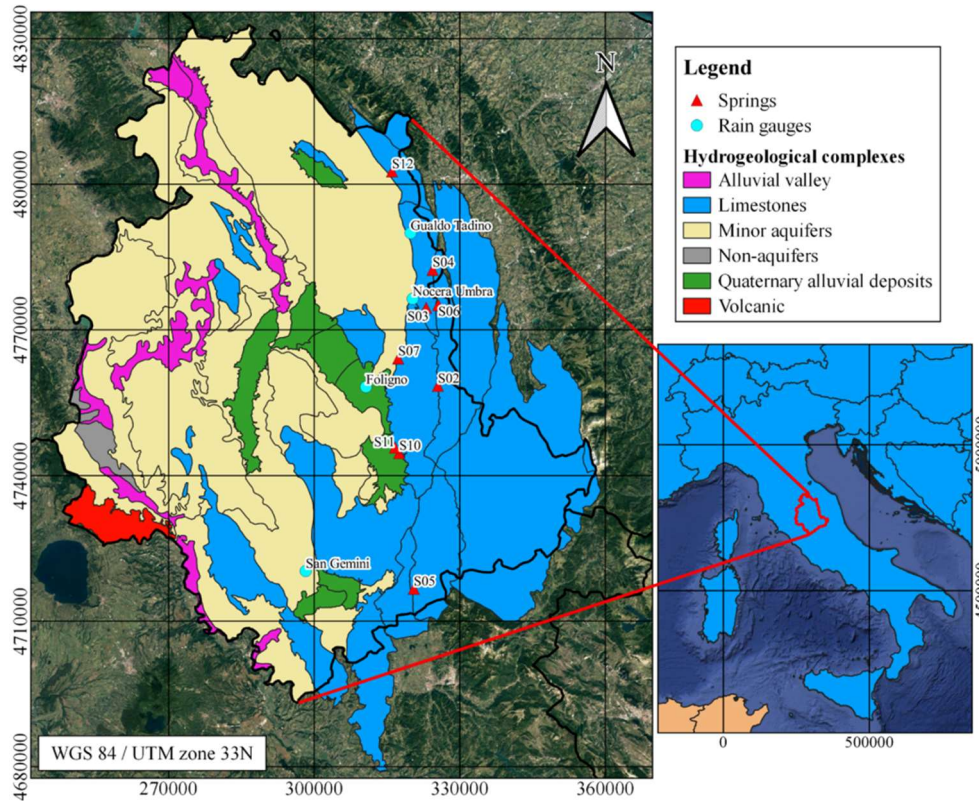 4830000
4800000
4770000
4740000
4710000
4680000
N
S12
Gualdo Tadino
S04
Nocera Umbra
S03
S06
S07
Foligno
S02
S11
S10
San Gemini
S05
WGS 84 / UTM zone 33N
270000
300000
330000
360000
Legend
Springs
Rain gauges
Hydrogeological complexes
Alluvial valley
Limestones
Minor aquifers
Non-aquifers
Quaternary alluvial deposits
Volcanic
0
500000